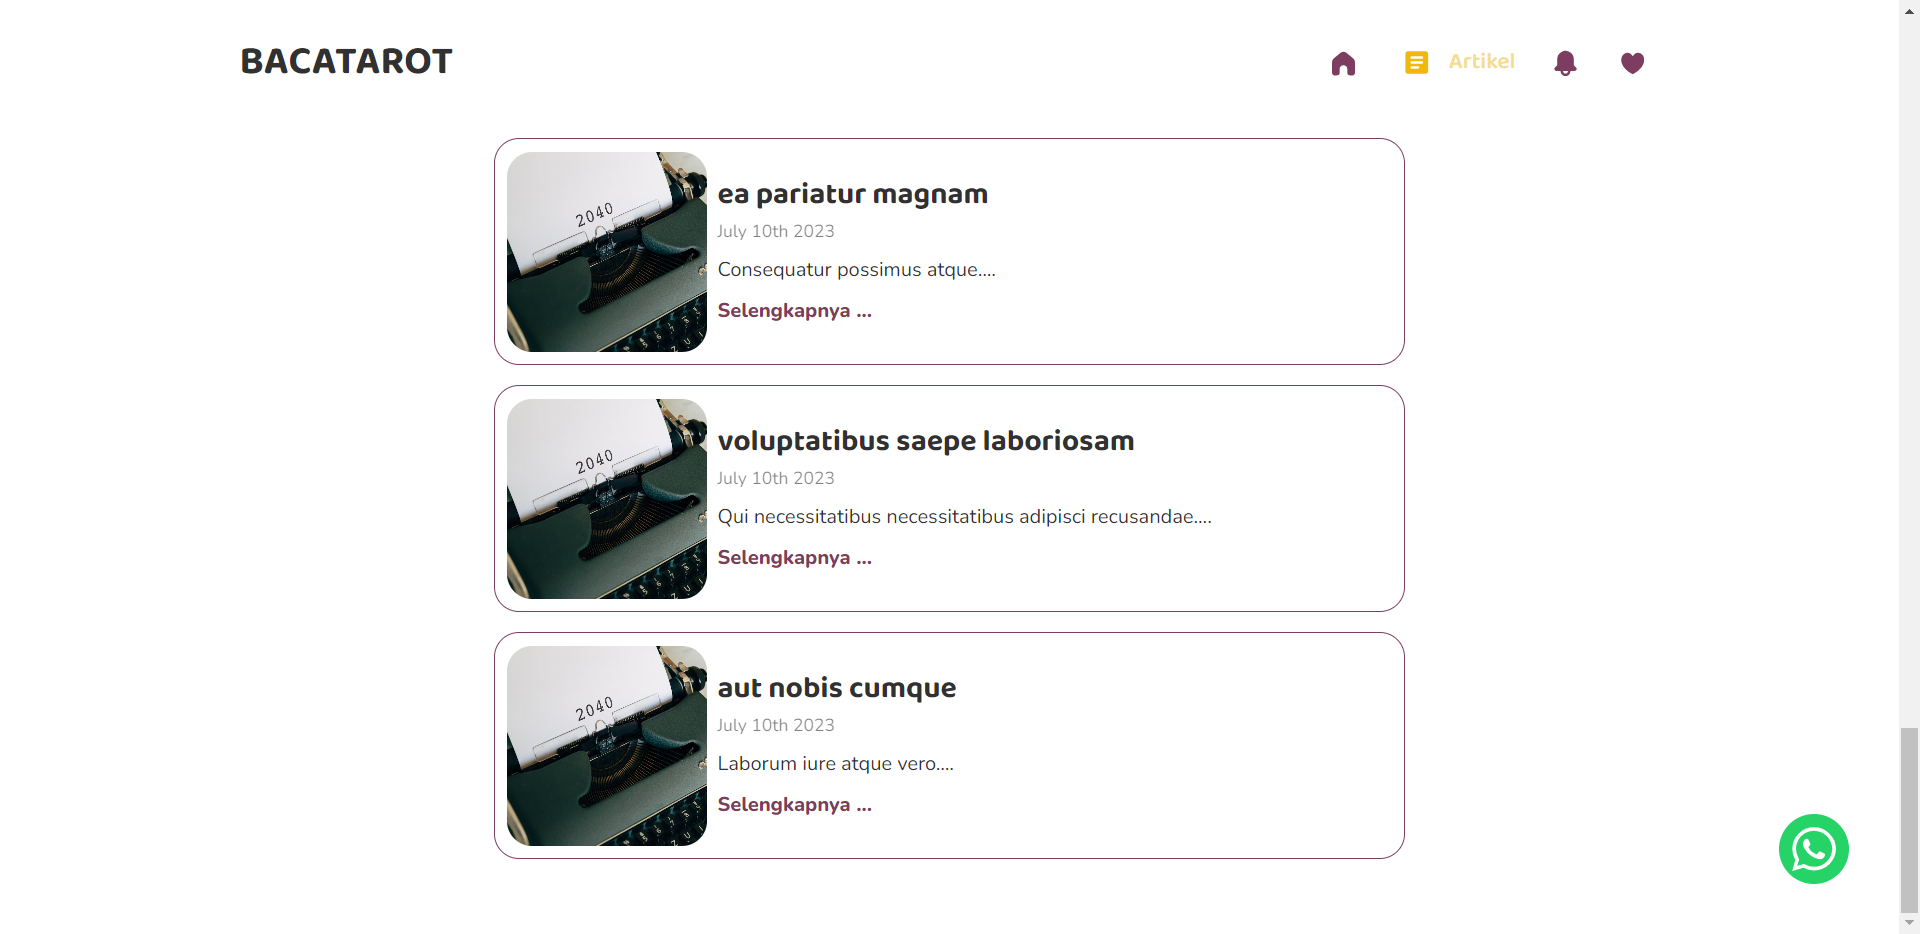 BACATAROT
Artikel
2040
ea pariatur magnam
July 10th 2023
Consequatur possimus atque....
Selengkapnya ...
2040
voluptatibus saepe laboriosam
July 10th 2023
Qui necessitatibus necessitatibus adipisci recusandae....
Selengkapnya ...
2040
aut nobis cumque
July 10th 2023
Laborum iure atque vero....
Selengkapnya ...